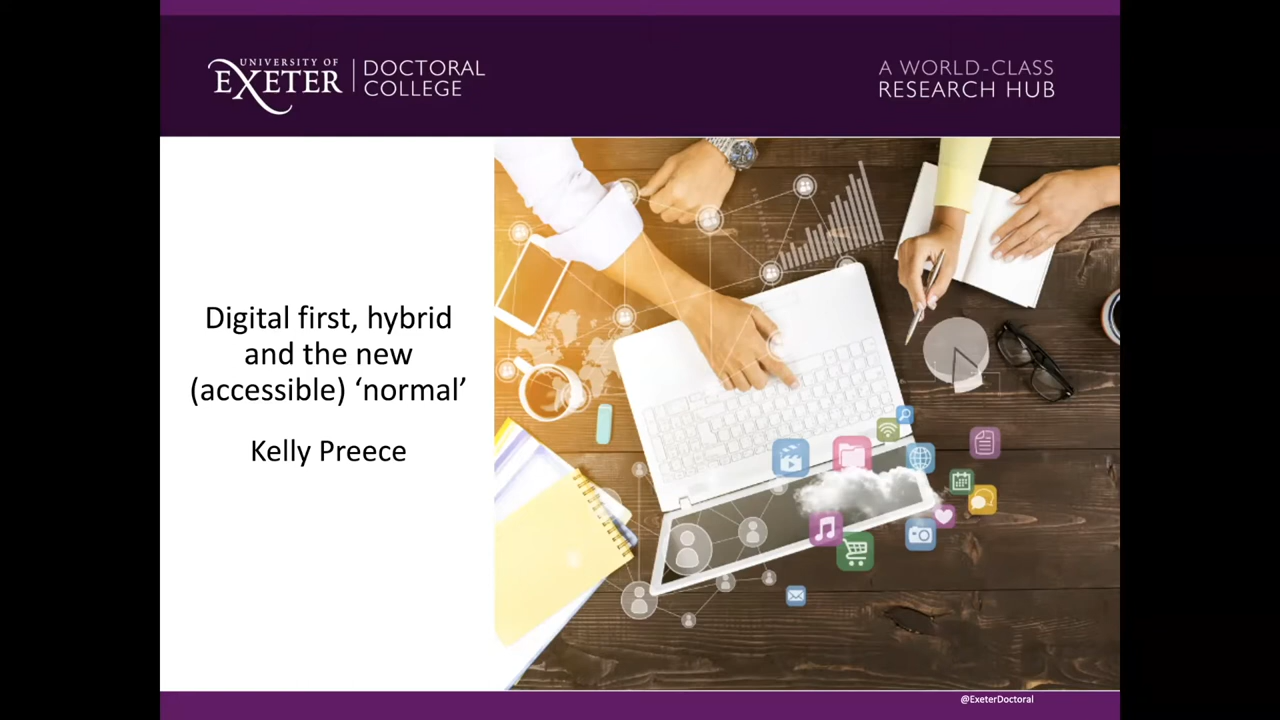 UNIVERSITY OF
EXETER
DOCTORAL
COLLEGE
A WORLD-CLASS
RESEARCH HUB
Digital first, hybrid
and the new
(accessible) ‘normal’
Kelly Preece
@ExeterDoctoral